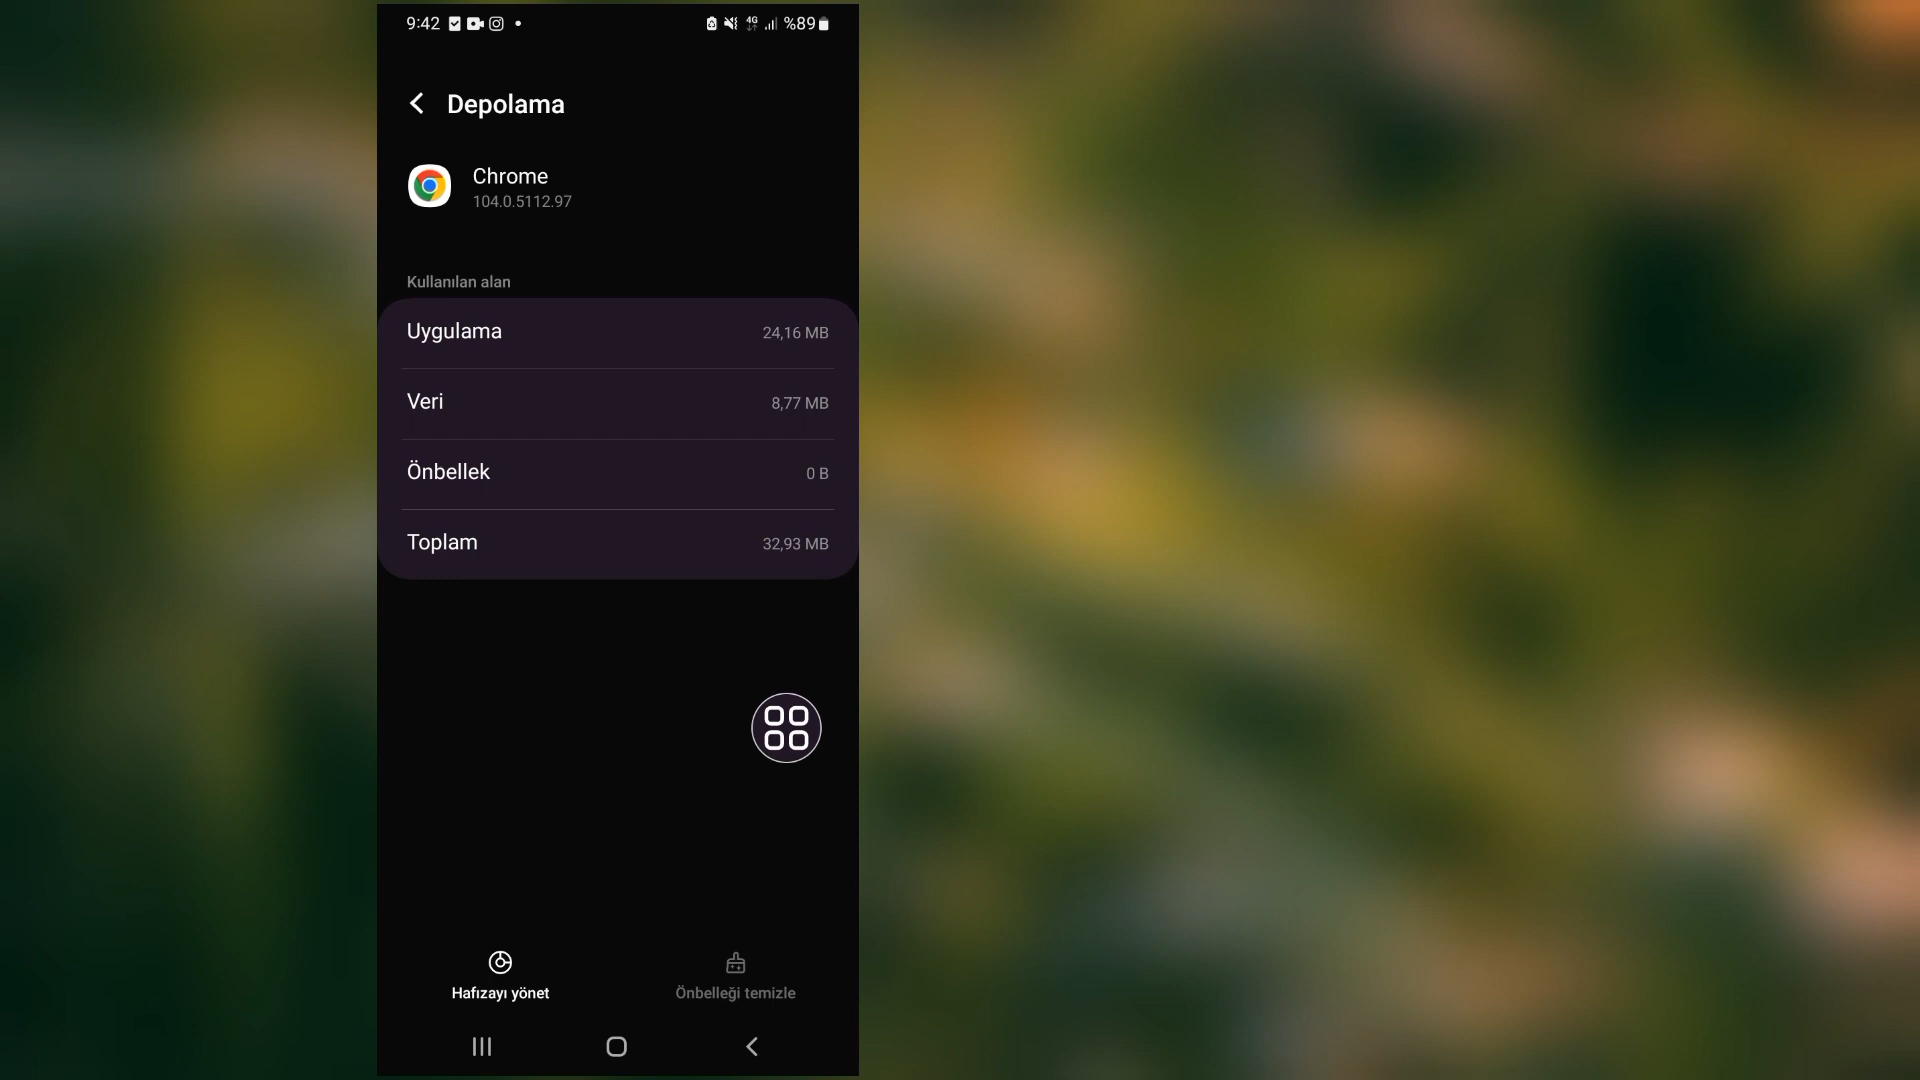 9:42
4G %89
Depolama
Chrome
104.0.5112.97
Kullanılan alan
Uygulama 24,16 MB
Veri 8,77 MB
Önbellek 0 B
Toplam 32,93 MB
Hafızayı yönet Önbelleği temizle